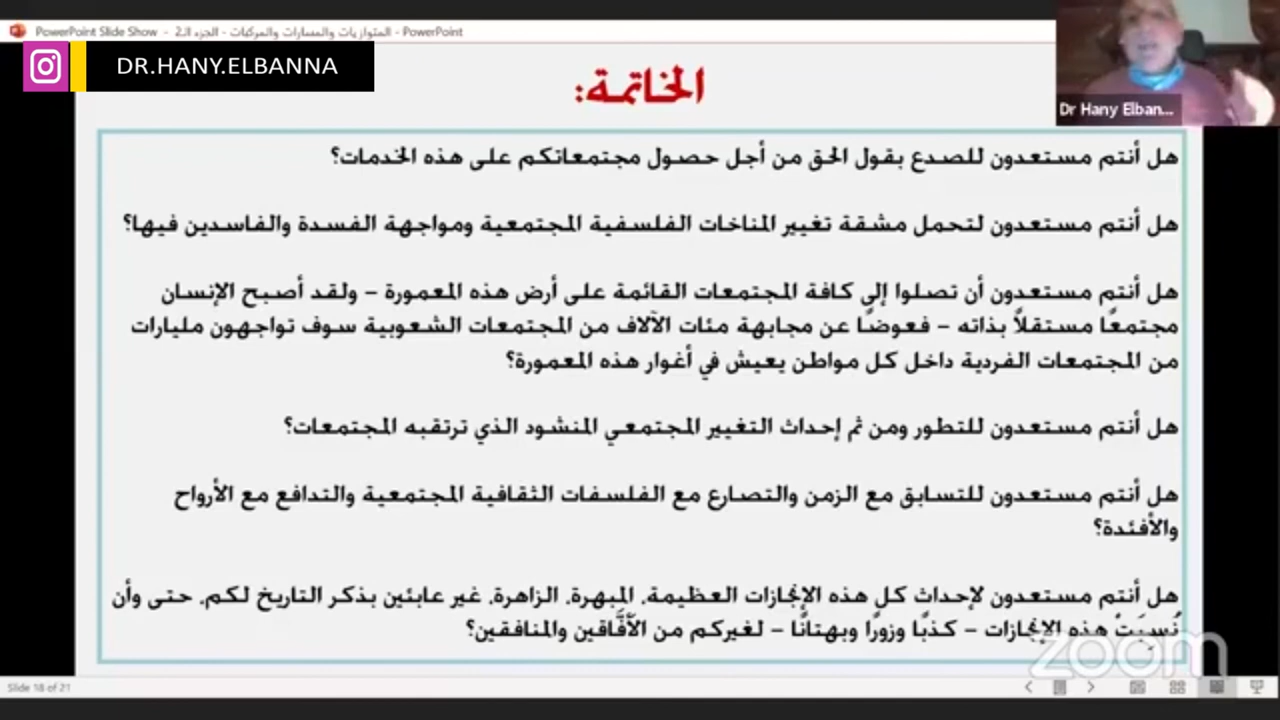 PowerPoint Slide Show - المتوازيات والمسارات والمركبات - الجزء الـ2 - PowerPoint
DR.HANY.ELBANNA
Dr Hany Elban...
الخاتمة:
هل أنتم مستعدون للصدع بقول الحق من أجل حصول مجتمعاتكم على هذه الخدمات؟
هل أنتم مستعدون لتحمل مشقة تغيير المناخات الفلسفية المجتمعية ومواجهة الفسدة والفاسدين فيها؟
هل أنتم مستعدون أن تصلوا إلى كافة المجتمعات القائمة على أرض هذه المعمورة – ولقد أصبح الإنسان
مجتمعًا مستقلاً بذاته – فعوضًا عن مجابهة مئات الآلاف من المجتمعات الشعوبية سوف تواجهون مليارات
من المجتمعات الفردية داخل كل مواطن يعيش في أغوار هذه المعمورة؟
هل أنتم مستعدون للتطور ومن ثم إحداث التغيير المجتمعي المنشود الذي ترتقبه المجتمعات؟
هل أنتم مستعدون للتسابق مع الزمن والتصارع مع الفلسفات الثقافية المجتمعية والتدافع مع الأرواح
والأفئدة؟
هل أنتم مستعدون لإحداث كل هذه الإنجازات العظيمة، المبهرة، الزاهرة، غير عابئين بذكر التاريخ لكم، حتى وأن
نُسِبَتْ هذه الإنجازات – كذبًا وزورًا وبهتانًا – لغيركم من الأفَّاقين والمنافقين؟
zoom
Slide 18 of 21